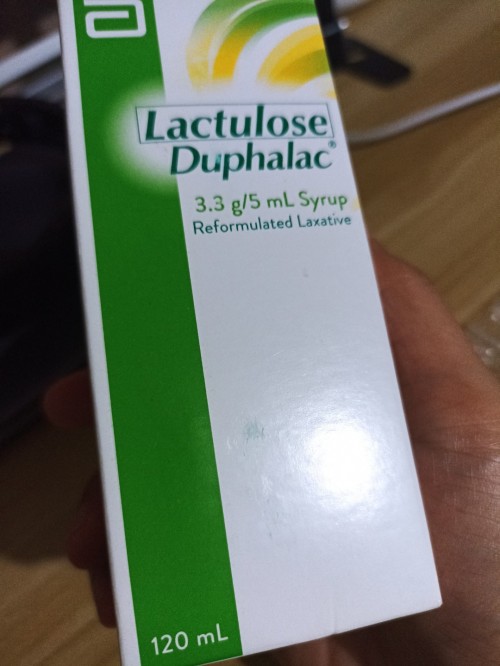 Lactulose
Duphalac®
3.3 g/5 mL Syrup
Reformulated Laxative
120 mL